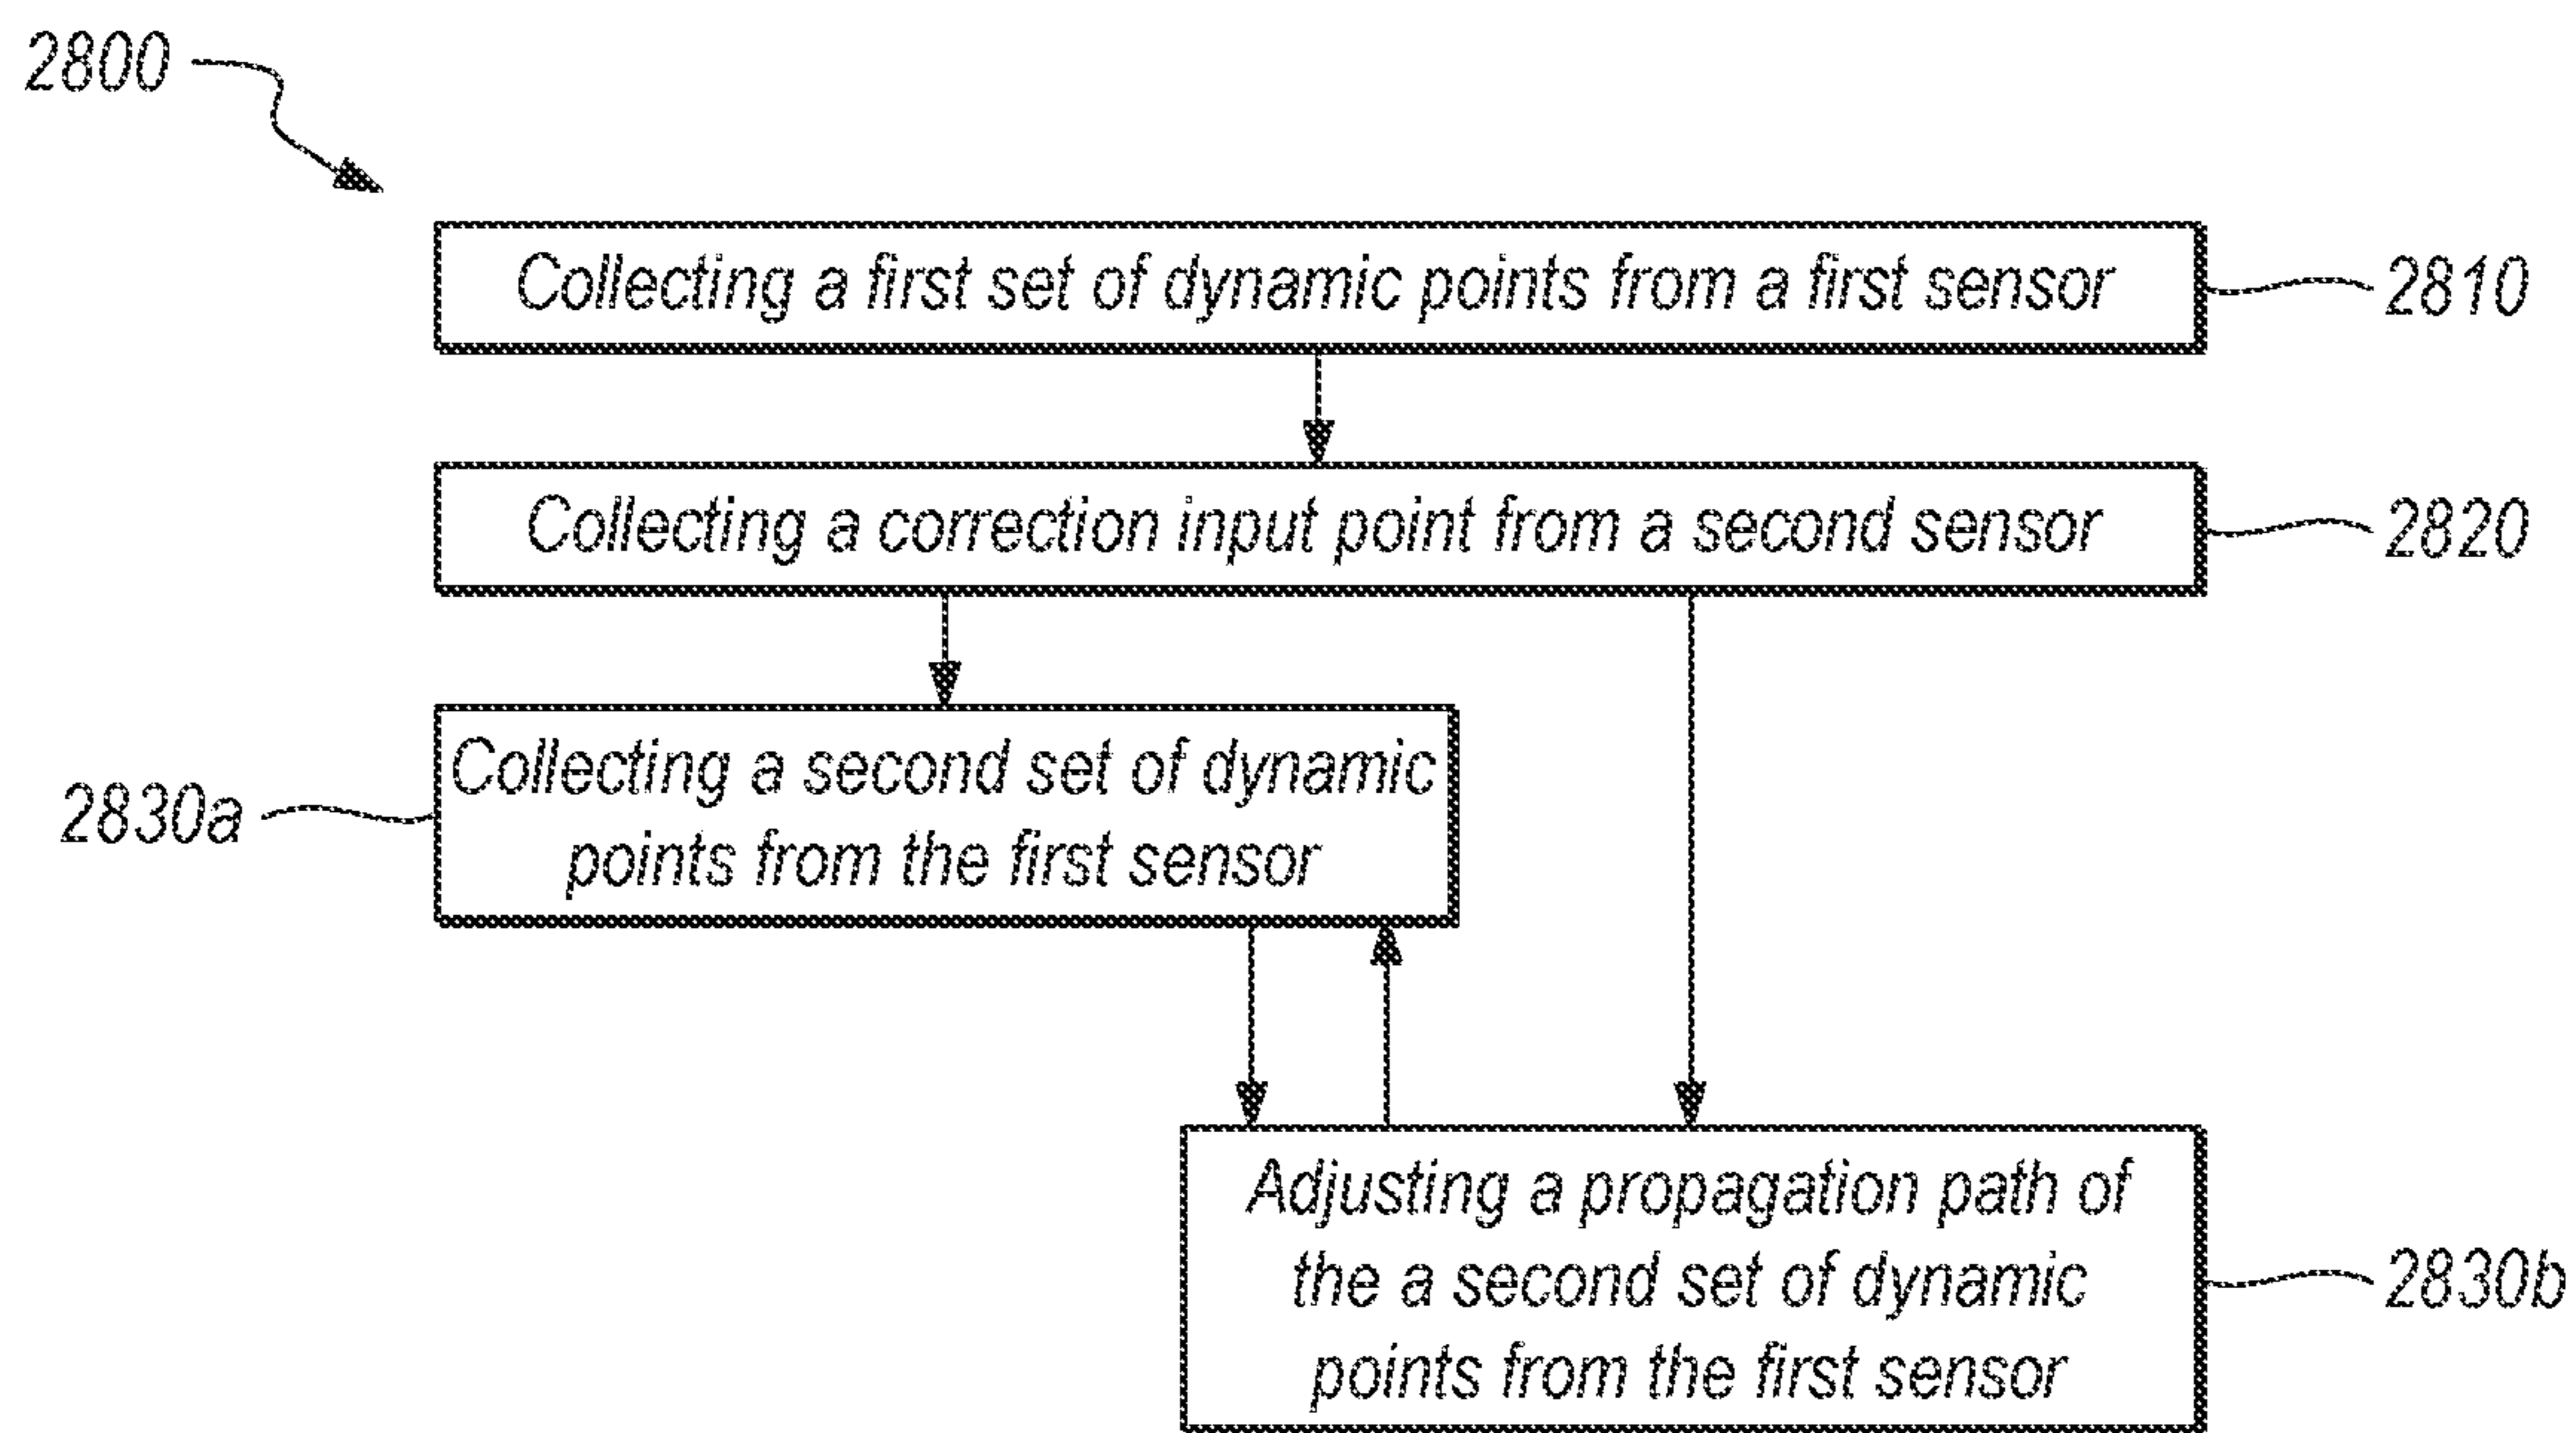 2800
Collecting a first set of dynamic points from a first sensor
2810
Collecting a correction input point from a second sensor
2820
Collecting a second set of dynamic
points from the first sensor
2830a
Adjusting a propagation path of
the a second set of dynamic
points from the first sensor
2830b